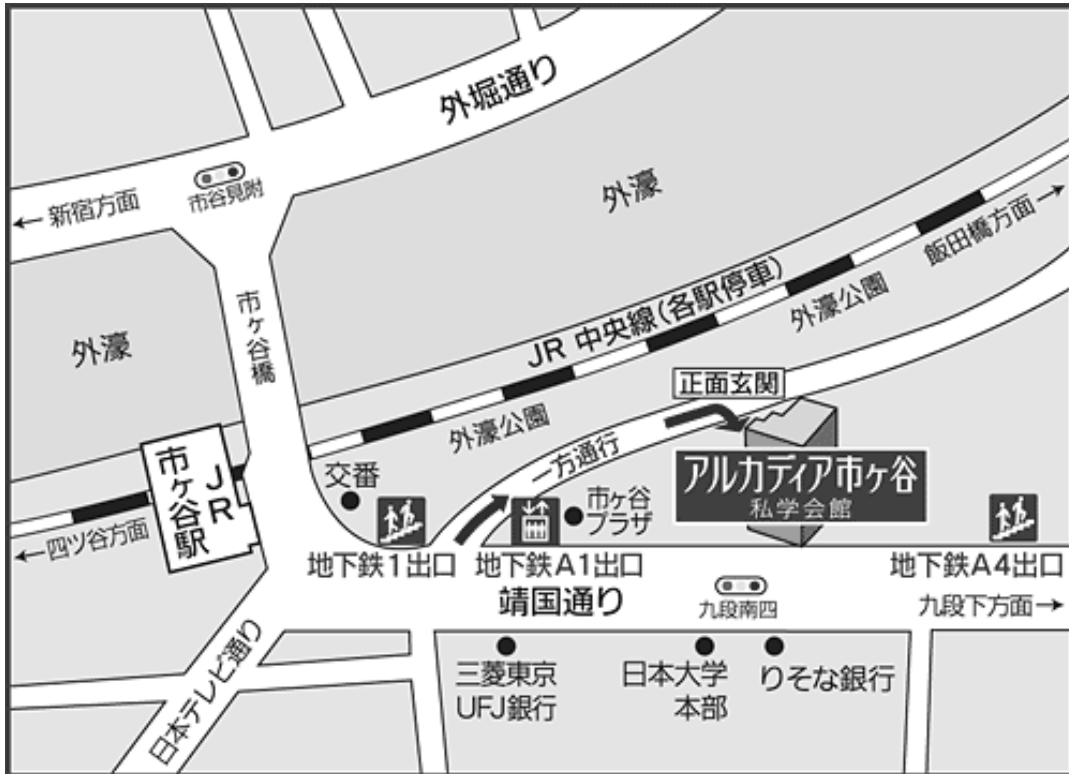 外堀通り
市谷見附
←新宿方面
外濠
飯田橋方面→
市ヶ谷橋
外濠
JR 中央線(各駅停車)
外濠公園
正面玄関
外濠公園
JR
市ヶ谷駅
←四ツ谷方面
交番
一方通行
市ヶ谷
プラザ
アルカディア市ヶ谷
私学会館
地下鉄1出口
地下鉄A1出口
地下鉄A4出口
靖国通り
九段南四
九段下方面→
日本テレビ通り
三菱東京
UFJ銀行
日本大学
本部
りそな銀行